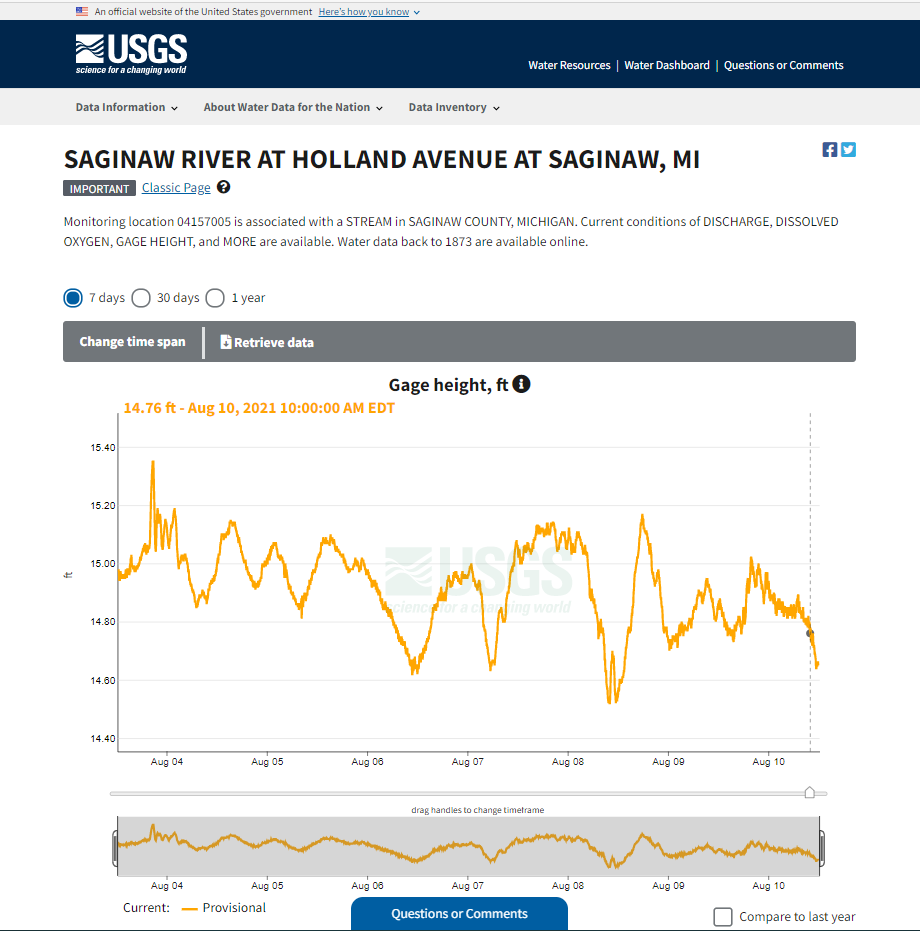 An official website of the United States government Here's how you know
USGS
science for a changing world
Water Resources | Water Dashboard | Questions or Comments
Data Information About Water Data for the Nation Data Inventory
SAGINAW RIVER AT HOLLAND AVENUE AT SAGINAW, MI
IMPORTANT Classic Page ?
Monitoring location 04157005 is associated with a STREAM in SAGINAW COUNTY, MICHIGAN. Current conditions of DISCHARGE, DISSOLVED
OXYGEN, GAGE HEIGHT, and MORE are available. Water data back to 1873 are available online.
7 days 30 days 1 year
Change time span Retrieve data
Gage height, ft i
14.76 ft - Aug 10, 2021 10:00:00 AM EDT
15.40
15.20
15.00
14.80
14.60
14.40
ft
USGS
science for a changing world
Aug 04 Aug 05 Aug 06 Aug 07 Aug 08 Aug 09 Aug 10
drag handles to change timeframe
Aug 04 Aug 05 Aug 06 Aug 07 Aug 08 Aug 09 Aug 10
Current: Provisional
Questions or Comments
Compare to last year